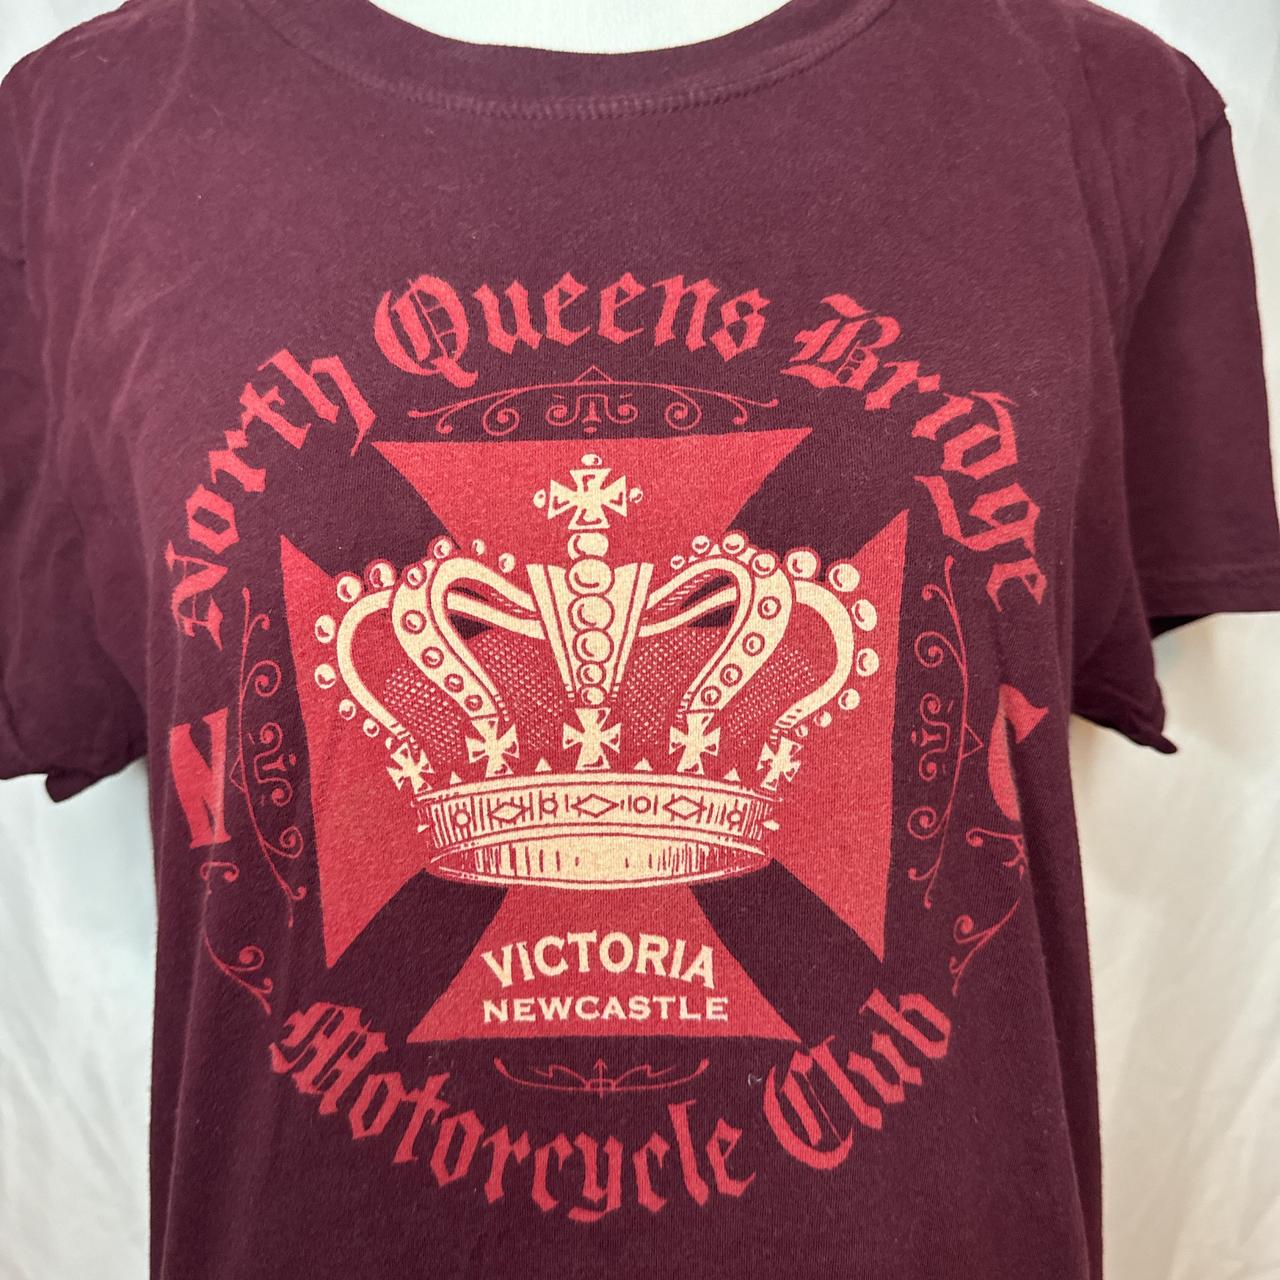 North Queens Bridge
M C
VICTORIA
NEWCASTLE
Motorcycle Club